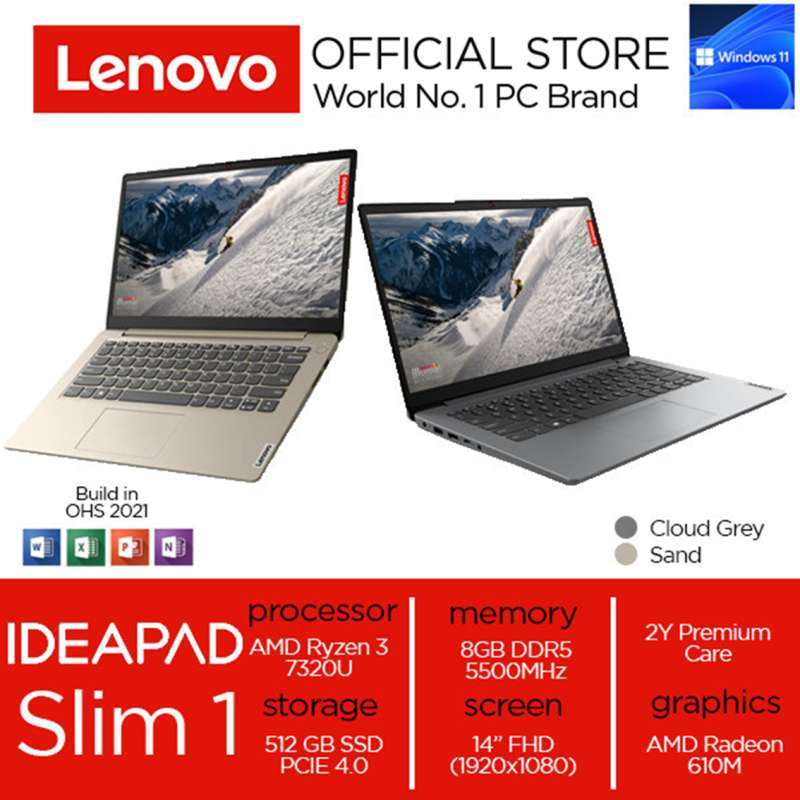 Lenovo
OFFICIAL STORE
World No. 1 PC Brand
Windows 11
Lenovo
Lenovo
Build in
OHS 2021
W X P N
Cloud Grey
Sand
IDEAPAD
Slim 1
processor
AMD Ryzen 3
7320U
memory
8GB DDR5
5500MHz
2Y Premium
Care
storage
512 GB SSD
PCIE 4.0
screen
14” FHD
(1920x1080)
graphics
AMD Radeon
610M